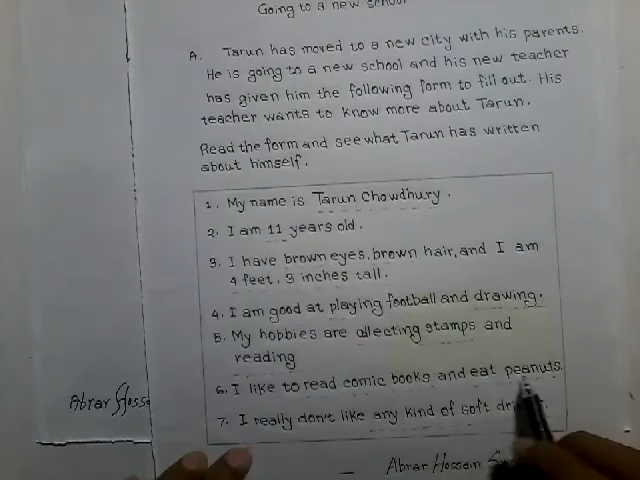 Going to a new school
A. Tarun has moved to a new city with his parents.
He is going to a new school and his new teacher
has given him the following form to fill out. His
teacher wants to know more about Tarun.
Read the form and see what Tarun has written
about himself.
1. My name is Tarun Chowdhury.
2. I am 11 years old.
3. I have brown eyes, brown hair, and I am
4 feet, 3 inches tall.
4. I am good at playing football and drawing.
5. My hobbies are ollecting stamps and
reading
6. I like to read comic books and eat peanuts.
7. I really don't like any kind of soft
Abrar Hossa
Abrar Hossain